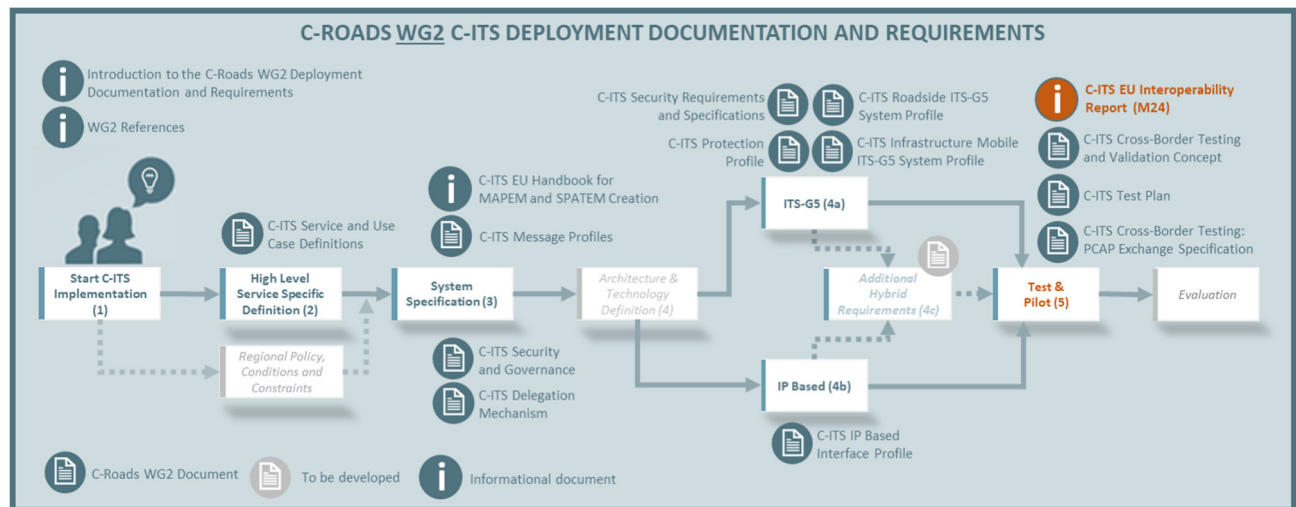 C-ROADS WG2 C-ITS DEPLOYMENT DOCUMENTATION AND REQUIREMENTS
Introduction to the C-Roads WG2 Deployment
Documentation and Requirements
WG2 References
C-ITS Service and Use
Case Definitions
C-ITS EU Handbook for
MAPEM and SPATEM Creation
C-ITS Message Profiles
C-ITS Security Requirements
and Specifications
C-ITS Roadside ITS-G5
System Profile
C-ITS Protection
Profile
C-ITS Infrastructure Mobile
ITS-G5 System Profile
C-ITS EU Interoperability
Report (M24)
C-ITS Cross-Border Testing
and Validation Concept
C-ITS Test Plan
C-ITS Cross-Border Testing:
PCAP Exchange Specification
Start C-ITS
Implementation
(1)
High Level
Service Specific
Definition (2)
System
Specification (3)
Architecture &
Technology
Definition (4)
ITS-G5 (4a)
Additional
Hybrid
Requirements (4c)
Test &
Pilot (5)
Evaluation
Regional Policy,
Conditions and
Constraints
C-ITS Security
and Governance
C-ITS Delegation
Mechanism
IP Based (4b)
C-ITS IP Based
Interface Profile
C-Roads WG2 Document
To be developed
Informational document